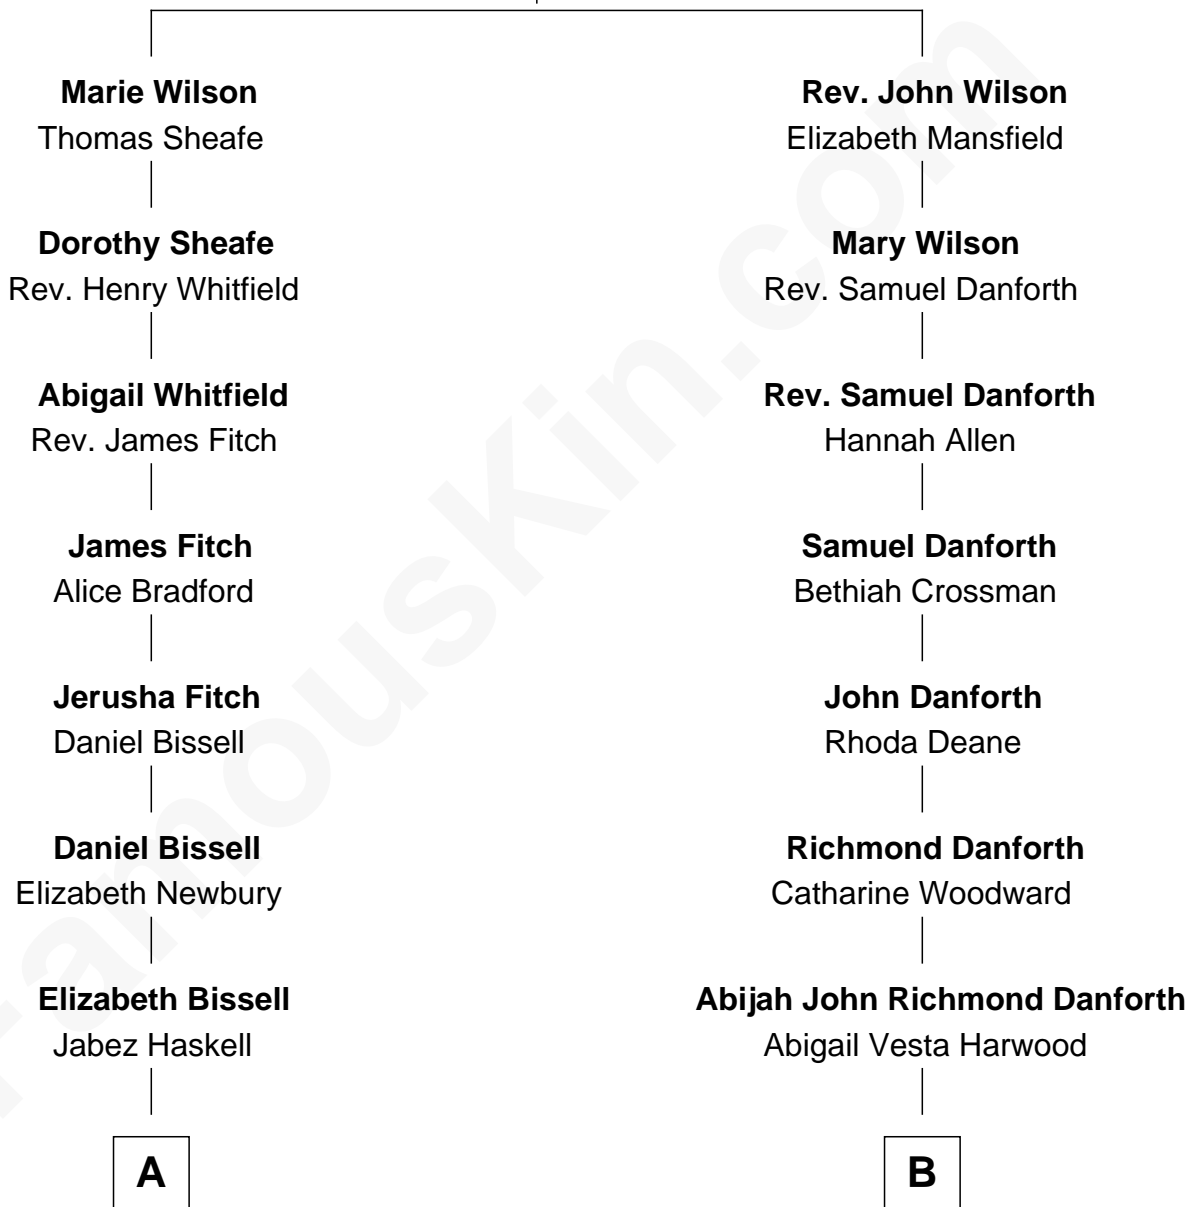 Marie Wilson
Thomas Sheafe
Dorothy Sheafe
Rev. Henry Whitfield
Abigail Whitfield
Rev. James Fitch
James Fitch
Alice Bradford
Jerusha Fitch
Daniel Bissell
Daniel Bissell
Elizabeth Newbury
Elizabeth Bissell
Jabez Haskell
A
Rev. John Wilson
Elizabeth Mansfield
Mary Wilson
Rev. Samuel Danforth
Rev. Samuel Danforth
Hannah Allen
Samuel Danforth
Bethiah Crossman
John Danforth
Rhoda Deane
Richmond Danforth
Catharine Woodward
Abijah John Richmond Danforth
Abigail Vesta Harwood
B
FamousKin.com